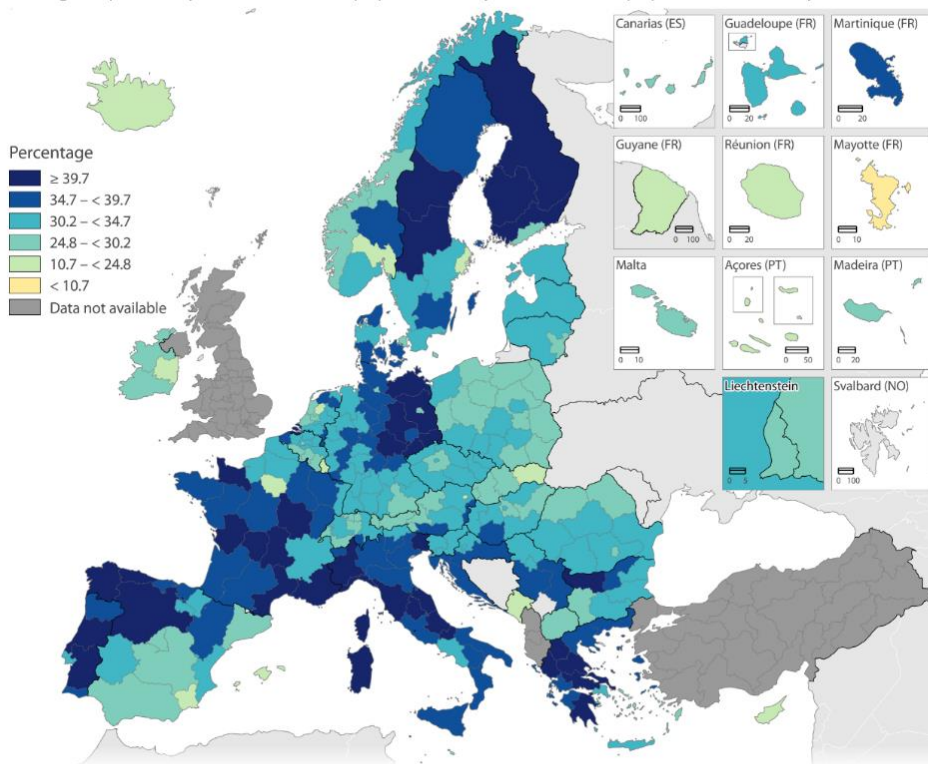 Percentage
≥ 39.7
34.7 – < 39.7
30.2 – < 34.7
24.8 – < 30.2
10.7 – < 24.8
< 10.7
Data not available
Canarias (ES)
0 100
Guadeloupe (FR)
0 20
Martinique (FR)
0 20
Guyane (FR)
0 100
Réunion (FR)
0 20
Mayotte (FR)
0 10
Malta
0 10
Açores (PT)
0 50
Madeira (PT)
0 20
Liechtenstein
0 5
Svalbard (NO)
0 100